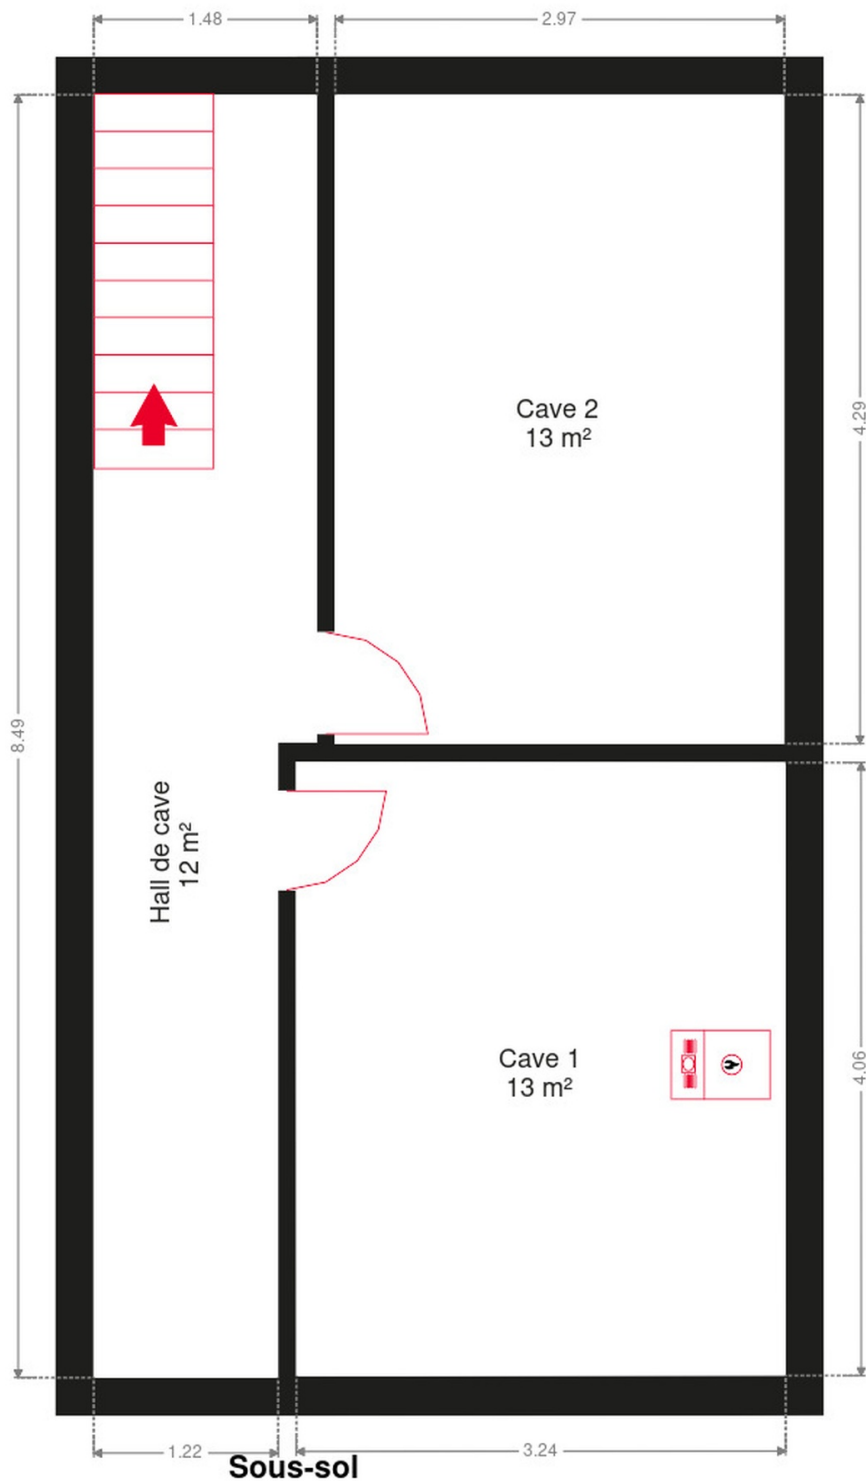 1.48
2.97
Cave 2
13 m²
4.29
8.49
Hall de cave
12 m²
Cave 1
13 m²
4.06
1.22
3.24
Sous-sol